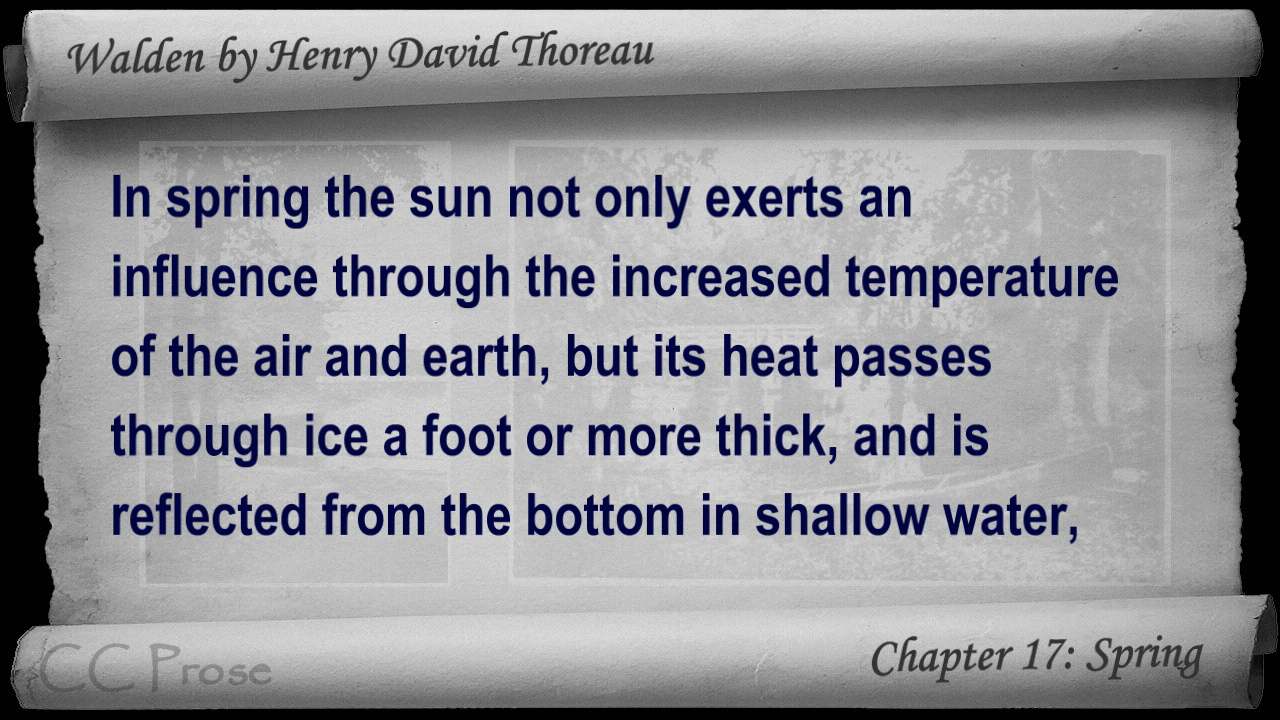 Walden by Henry David Thoreau
In spring the sun not only exerts an
influence through the increased temperature
of the air and earth, but its heat passes
through ice a foot or more thick, and is
reflected from the bottom in shallow water,
CC Prose
Chapter 17: Spring